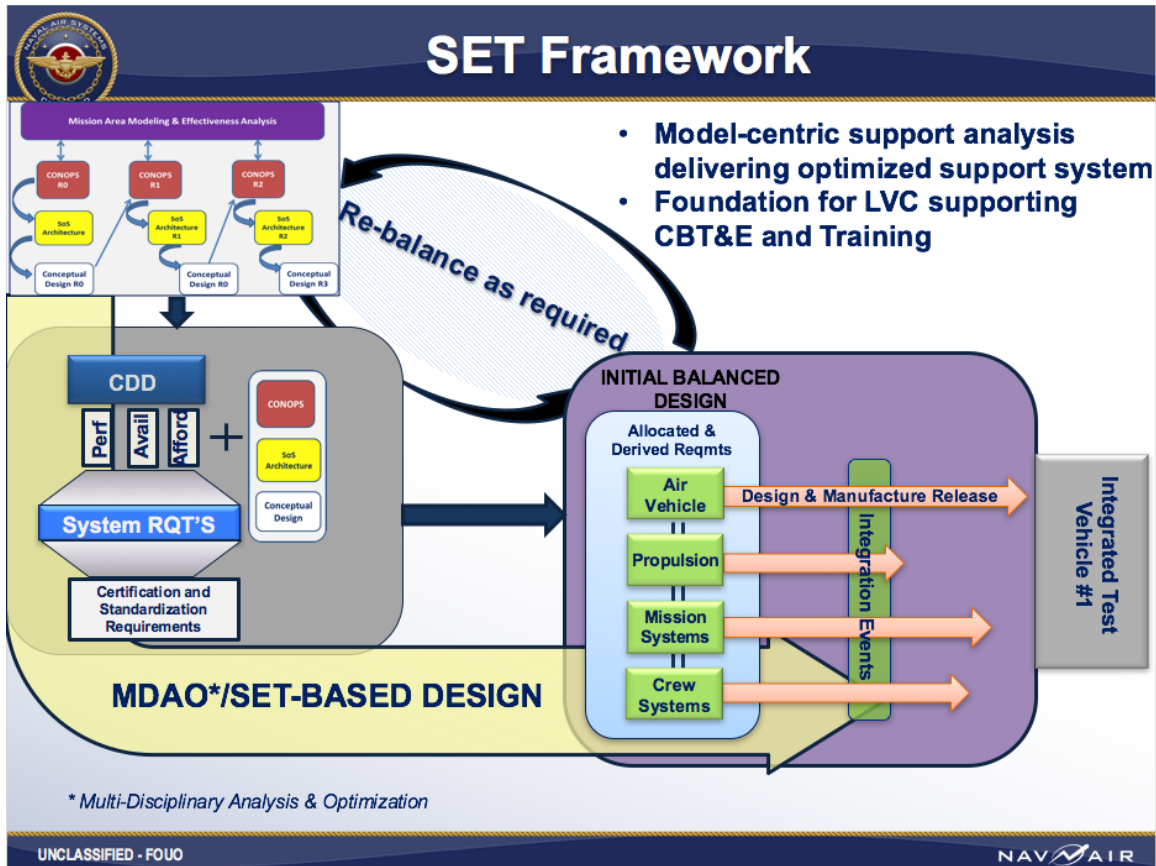 NAVAL AIR SYSTEMS
SET Framework
Mission Area Modeling & Effectiveness Analysis
CONOPS
R0
CONOPS
R1
CONOPS
R2
SoS
Architecture
SoS
Architecture
R1
SoS
Architecture
R2
Conceptual
Design R0
Conceptual
Design R0
Conceptual
Design R3
• Model-centric support analysis
delivering optimized support system
• Foundation for LVC supporting
CBT&E and Training
Re-balance as required
CDD
Perf
Avail
Afford
+
CONOPS
SoS
Architecture
Conceptual
Design
System RQT'S
Certification and
Standardization
Requirements
INITIAL BALANCED
DESIGN
Allocated &
Derived Reqmts
Air
Vehicle
Propulsion
Mission
Systems
Crew
Systems
Design & Manufacture Release
Integration Events
Integrated Test
Vehicle #1
MDAO*/SET-BASED DESIGN
* Multi-Disciplinary Analysis & Optimization
UNCLASSIFIED - FOUO
NAVAIR